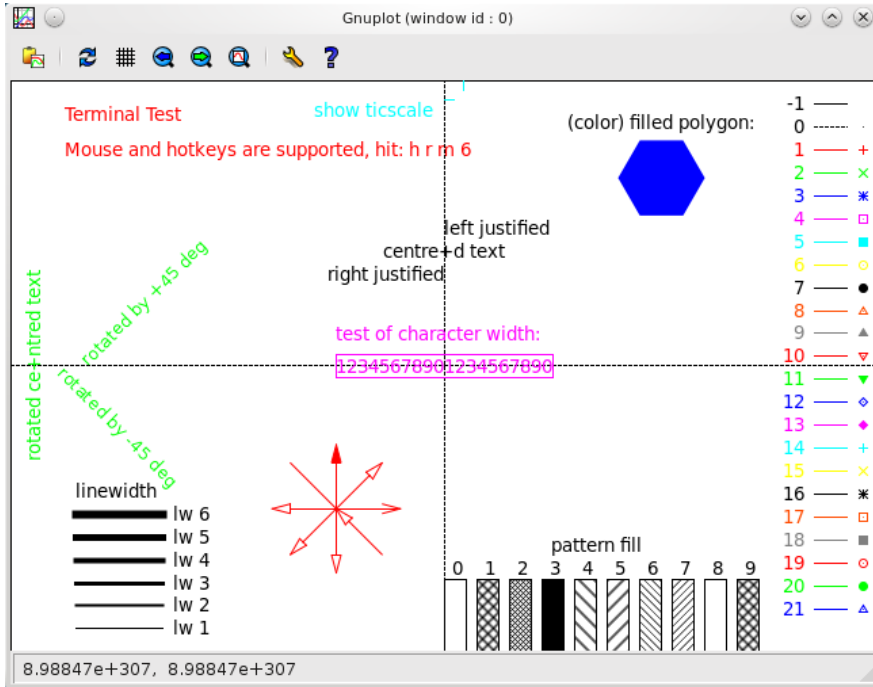 Gnuplot (window id : 0)
Terminal Test
show ticscale
Mouse and hotkeys are supported, hit: h r m 6
(color) filled polygon:
left justified
centre+d text
right justified
rotated by +45 deg
rotated ce+ntred text
rotated by -45 deg
test of character width:
12345678901234567890
linewidth
lw 6
lw 5
lw 4
lw 3
lw 2
lw 1
pattern fill
0 1 2 3 4 5 6 7 8 9
-1
0
1
2
3
4
5
6
7
8
9
10
11
12
13
14
15
16
17
18
19
20
21
8.98847e+307, 8.98847e+307